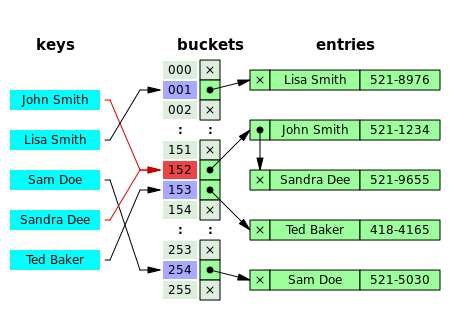 keys buckets entries
000 ×
× Lisa Smith 521-8976
John Smith 001
002 ×
: :
× John Smith 521-1234
Lisa Smith
151 ×
152
Sam Doe × Sandra Dee 521-9655
153
154 ×
Sandra Dee
: :
× Ted Baker 418-4165
253 ×
Ted Baker
254
× Sam Doe 521-5030
255 ×